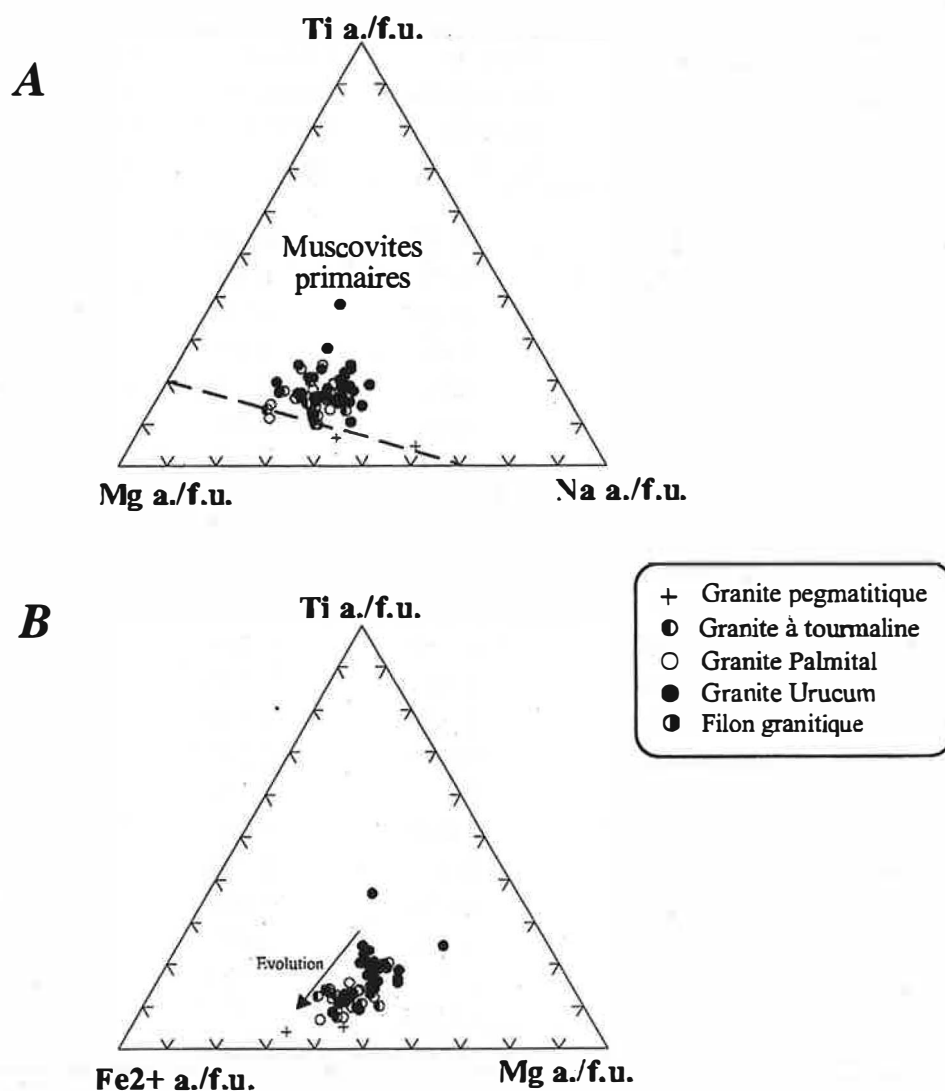 A
Ti a./f.u.
Muscovites
primaires
Mg a./f.u.
Na a./f.u.
B
Ti a./f.u.
Evolution
Fe2+ a./f.u.
Mg a./f.u.
+ Granite pegmatitique
Granite à tourmaline
Granite Palmital
Granite Urucum
Filon granitique